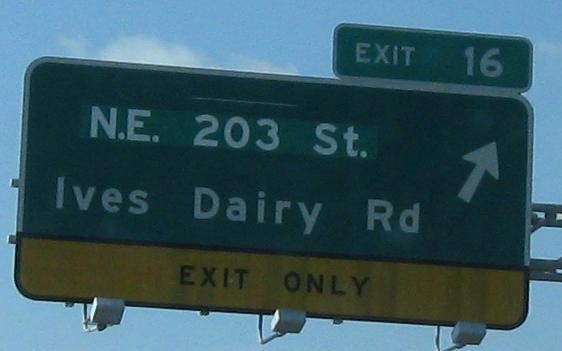 EXIT 16
N.E. 203 St.
Ives Dairy Rd
EXIT ONLY